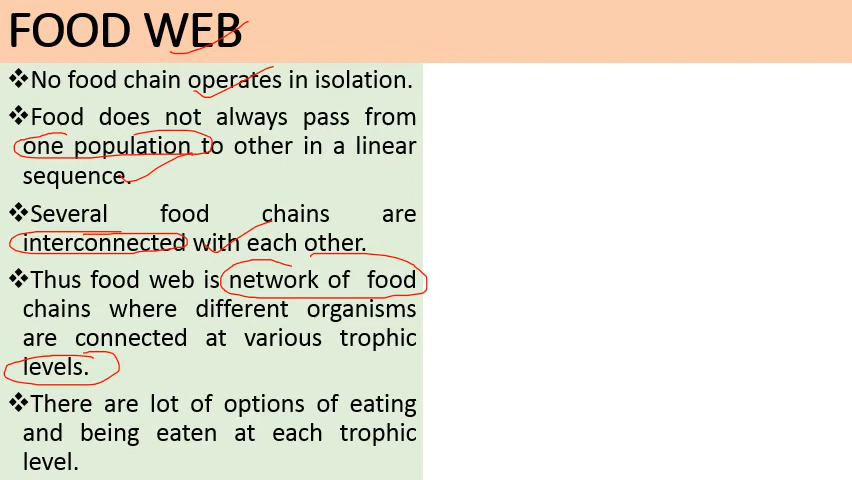 FOOD WEB
❖No food chain operates in isolation.
❖Food does not always pass from
one population to other in a linear
sequence.
❖Several food chains are
interconnected with each other.
❖Thus food web is network of food
chains where different organisms
are connected at various trophic
levels.
❖There are lot of options of eating
and being eaten at each trophic
level.